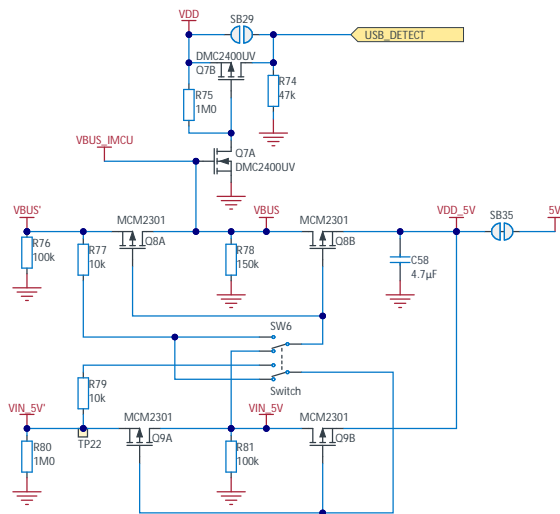 VDD
SB29
USB_DETECT
DMC2400UV
Q7B
R75
1M0
R74
47k
VBUS_IMCU
Q7A
DMC2400UV
VBUS'
MCM2301
VBUS
MCM2301
VDD_5V
SB35
5V
R76
100k
R77
10k
Q8A
R78
150k
Q8B
C58
4.7µF
SW6
Switch
R79
10k
VIN_5V'
MCM2301
VIN_5V
MCM2301
R80
1M0
TP22
Q9A
R81
100k
Q9B